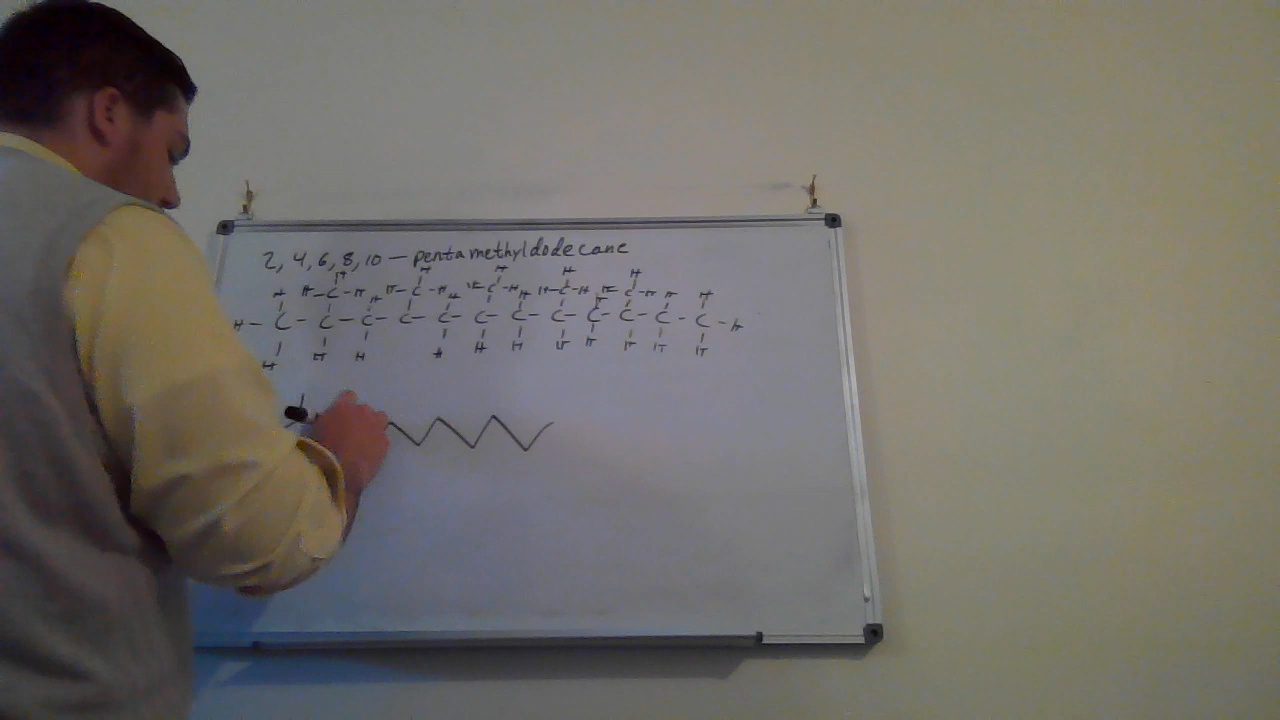 2, 4, 6, 8, 10 — pentamethyldodecane
H H H H H
H H—C—H H—C—H H—C—H H—C—H H—C—H H H
H H H H
H—C—C—C—C—C—C—C—C—C—C—C—C—H
H H H H H H H H H H H